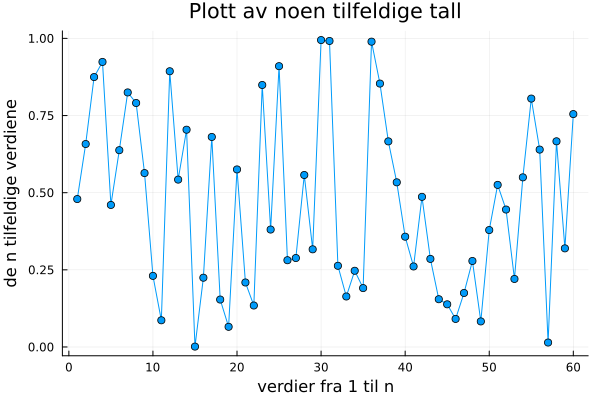 Plott av noen tilfeldige tall
de n tilfeldige verdiene
1.00
0.75
0.50
0.25
0.00
0 10 20 30 40 50 60
verdier fra 1 til n